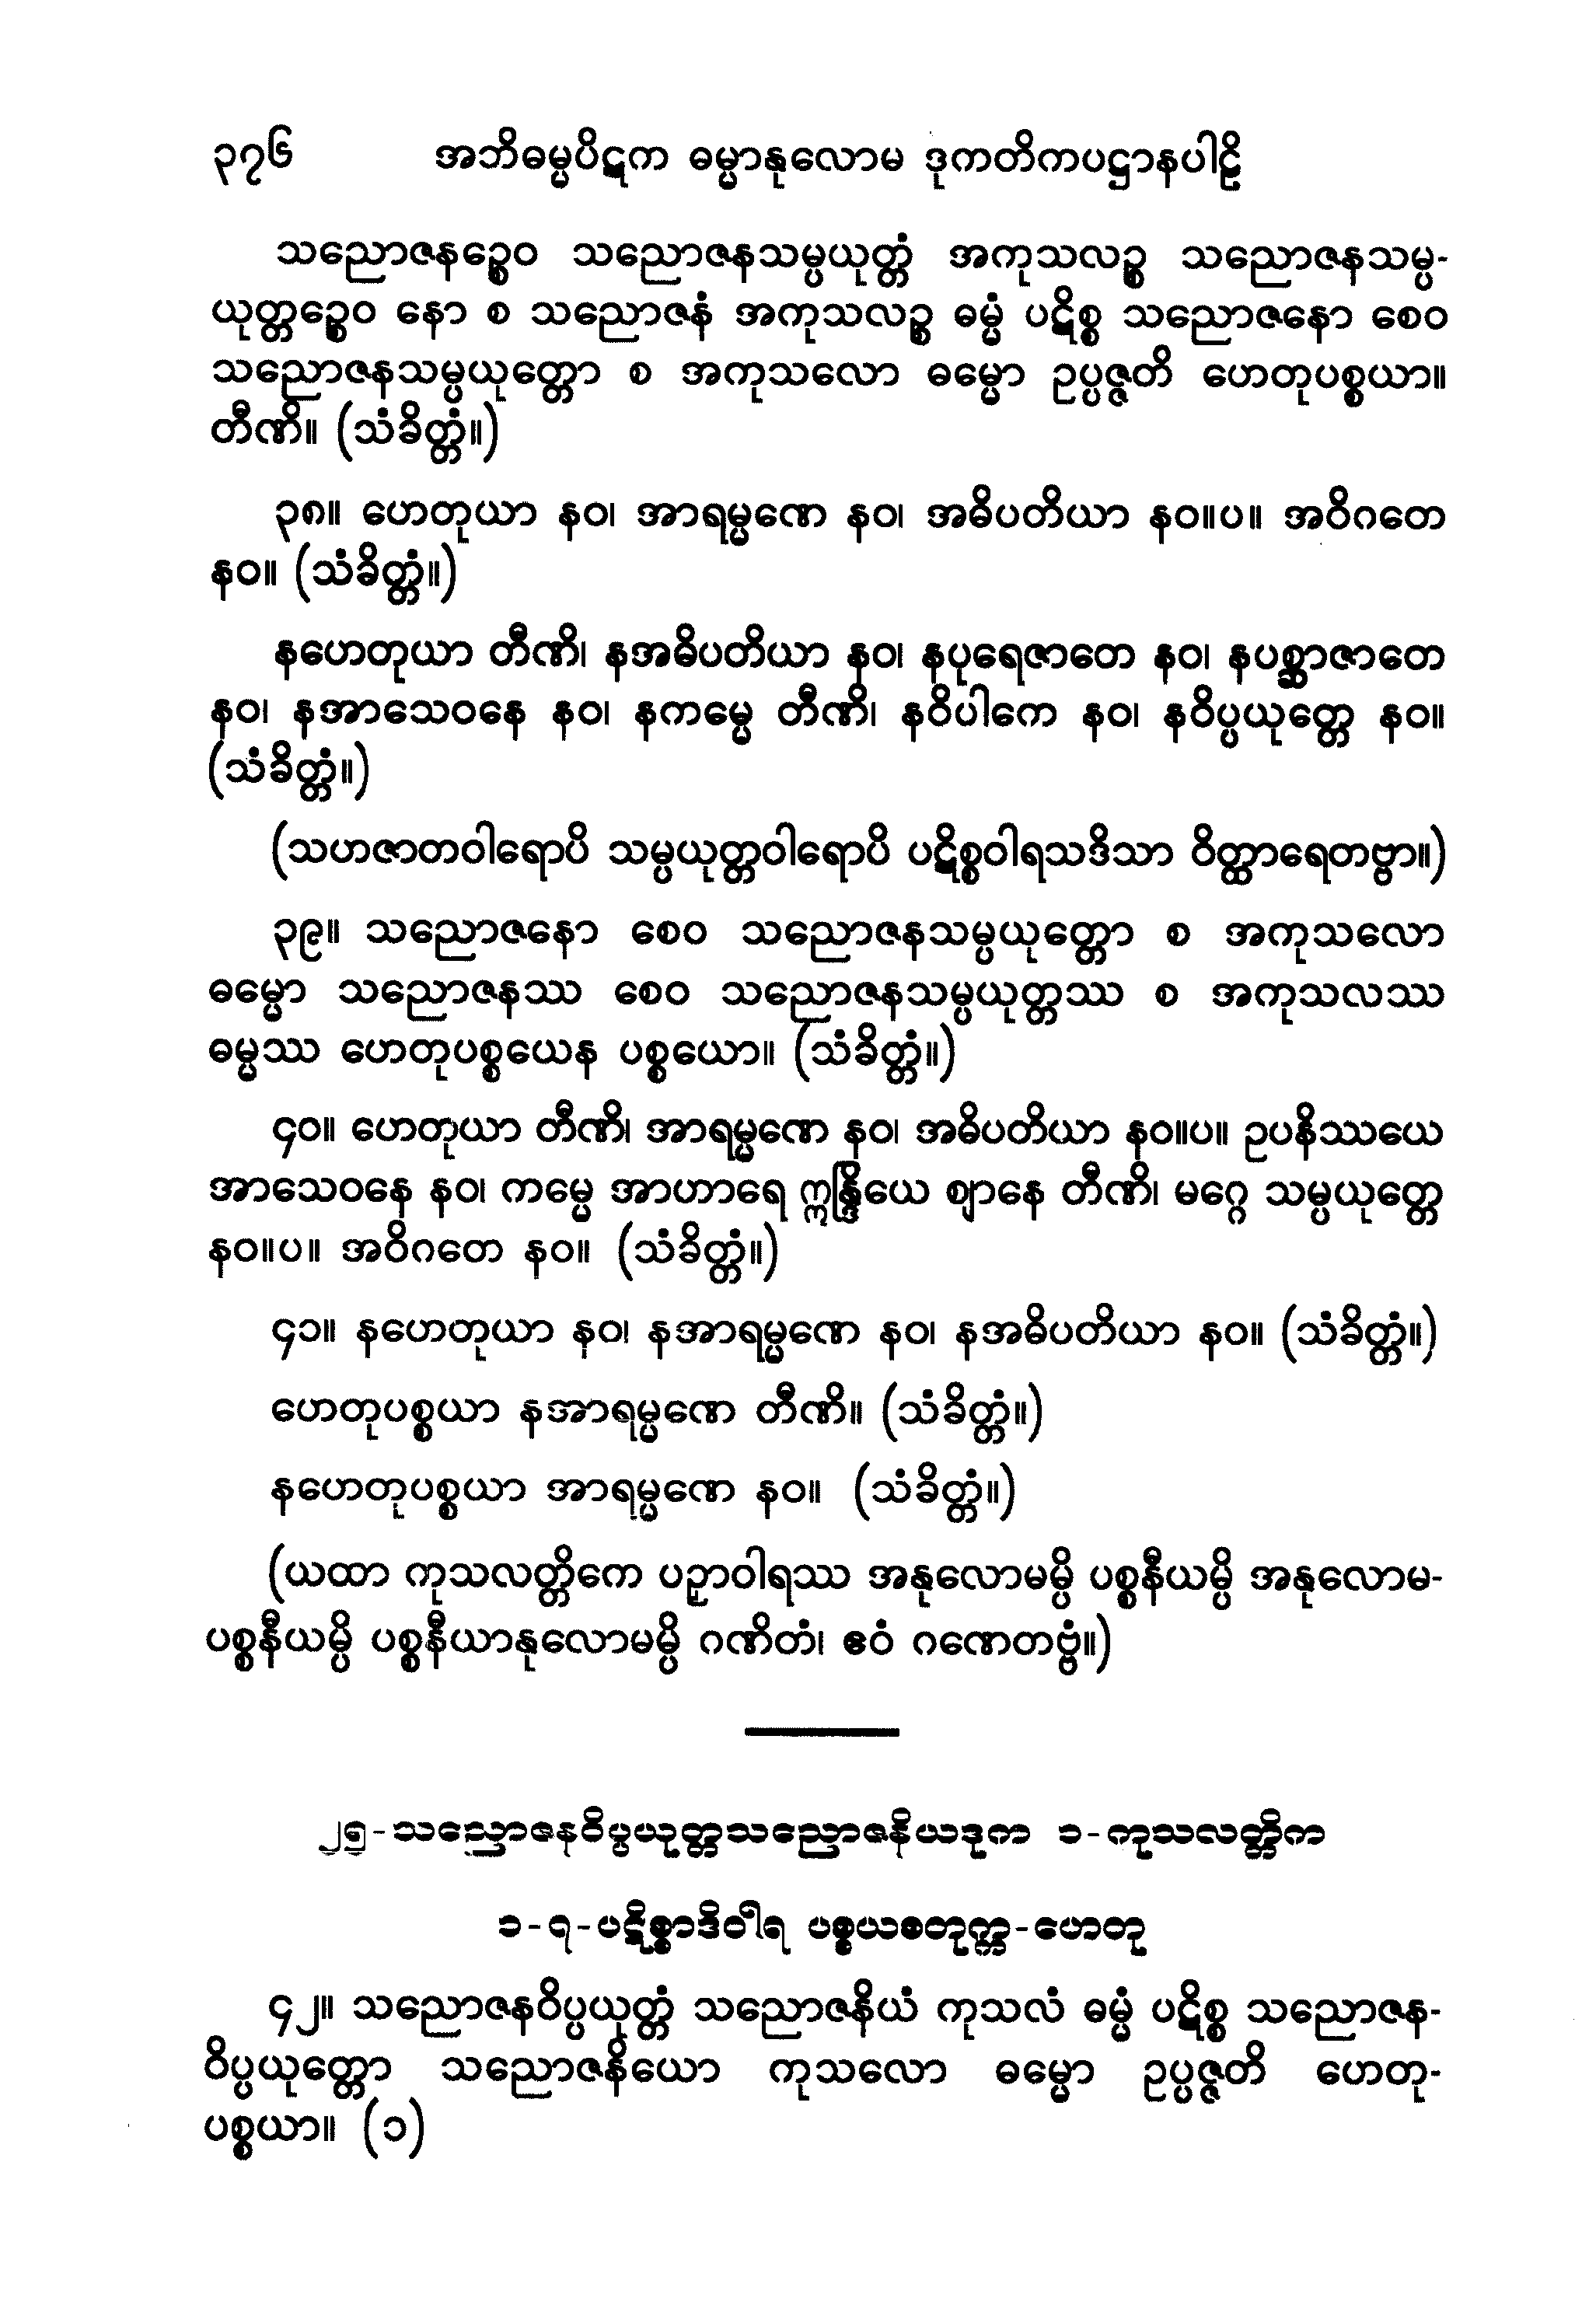 ၃၇၆ အဘိဓမ္မပိဋက ဓမ္မာနုလောမ ဒုကတိကပဋ္ဌာနပါဠိ
သညောဇနဉ္စေဝ သညောဇနသမ္ပယုတ္တံ အကုသလဉ္စ သညောဇနသမ္ပ-
ယုတ္တဉ္စေဝ နော စ သညောဇနံ အကုသလဉ္စ ဓမ္မံ ပဋိစ္စ သညောဇနော စေဝ
သညောဇနသမ္ပယုတ္တော စ အကုသလော ဓမ္မော ဥပ္ပဇ္ဇတိ ဟေတုပစ္စယာ။
တီဏိ။ (သံခိတ္တံ။)
၃၈။ ဟေတုယာ နဝ၊ အာရမ္မဏေ နဝ၊ အဓိပတိယာ နဝ။ပ။ အဝိဂတေ
နဝ။ (သံခိတ္တံ။)
နဟေတုယာ တီဏိ၊ နအဓိပတိယာ နဝ၊ နပုရေဇာတေ နဝ၊ နပစ္ဆာဇာတေ
နဝ၊ နအာသေဝနေ နဝ၊ နကမ္မေ တီဏိ၊ နဝိပါကေ နဝ၊ နဝိပ္ပယုတ္တေ နဝ။
(သံခိတ္တံ။)
(သဟဇာတဝါရောပိ သမ္ပယုတ္တဝါရောပိ ပဋိစ္စဝါရသဒိသာ ဝိတ္ထာရေတဗ္ဗာ။)
၃၉။ သညောဇနော စေဝ သညောဇနသမ္ပယုတ္တော စ အကုသလော
ဓမ္မော သညောဇနဿ စေဝ သညောဇနသမ္ပယုတ္တဿ စ အကုသလဿ
ဓမ္မဿ ဟေတုပစ္စယေန ပစ္စယော။ (သံခိတ္တံ။)
၄၀။ ဟေတုယာ တီဏိ၊ အာရမ္မဏေ နဝ၊ အဓိပတိယာ နဝ။ပ။ ဥပနိဿယေ
အာသေဝနေ နဝ၊ ကမ္မေ အာဟာရေ ဣန္ဒြိယေ ဈာနေ တီဏိ၊ မဂ္ဂေ သမ္ပယုတ္တေ
နဝ။ပ။ အဝိဂတေ နဝ။ (သံခိတ္တံ။)
၄၁။ နဟေတုယာ နဝ၊ နအာရမ္မဏေ နဝ၊ နအဓိပတိယာ နဝ။ (သံခိတ္တံ။)
ဟေတုပစ္စယာ နအာရမ္မဏေ တီဏိ။ (သံခိတ္တံ။)
နဟေတုပစ္စယာ အာရမ္မဏေ နဝ။ (သံခိတ္တံ။)
(ယထာ ကုသလတ္တိကေ ပဉှာဝါရဿ အနုလောမမ္ပိ ပစ္စနီယမ္ပိ အနုလောမ-
ပစ္စနီယမ္ပိ ပစ္စနီယာနုလောမမ္ပိ ဂဏိတံ၊ ဧဝံ ဂဏေတဗ္ဗံ။)
၂၅-သညောဇနဝိပ္ပယုတ္တသညောဇနိယဒုက ၁-ကုသလတ္တိက
၁-၇-ပဋိစ္စာဒိဝါရ ပစ္စယစတုက္က-ဟေတု
၄၂။ သညောဇနဝိပ္ပယုတ္တံ သညောဇနိယံ ကုသလံ ဓမ္မံ ပဋိစ္စ သညောဇန-
ဝိပ္ပယုတ္တော သညောဇနိယော ကုသလော ဓမ္မော ဥပ္ပဇ္ဇတိ ဟေတု-
ပစ္စယာ။ (၁)